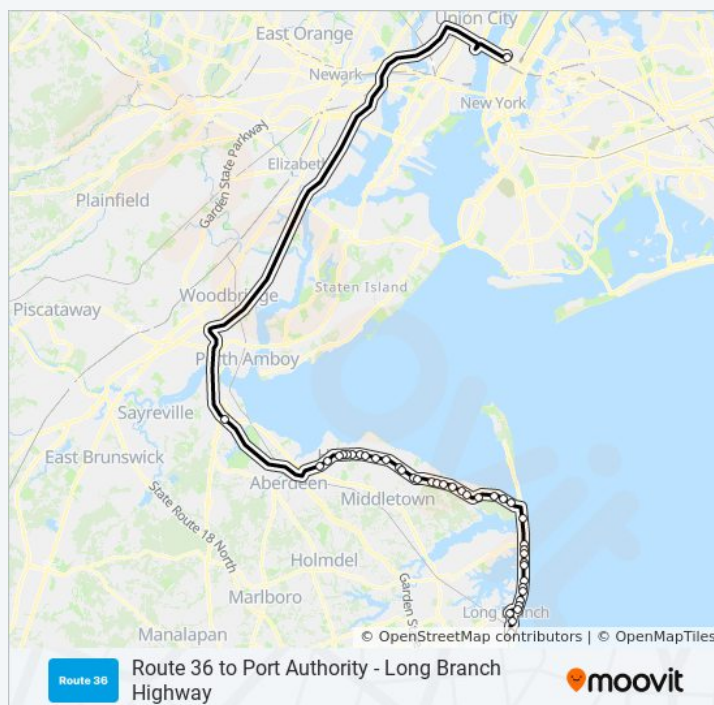 Union City
East Orange
Newark
New York
Garden State Parkway
Elizabeth
Plainfield
Staten Island
Woodbridge
Piscataway
Perth Amboy
Sayreville
East Brunswick
Aberdeen
Middletown
State Route 18 North
Holmdel
Marlboro
Garden S
Long Branch
Manalapan
© OpenStreetMap contributors | © OpenMapTiles
Route 36
Route 36 to Port Authority - Long Branch
Highway
moovit